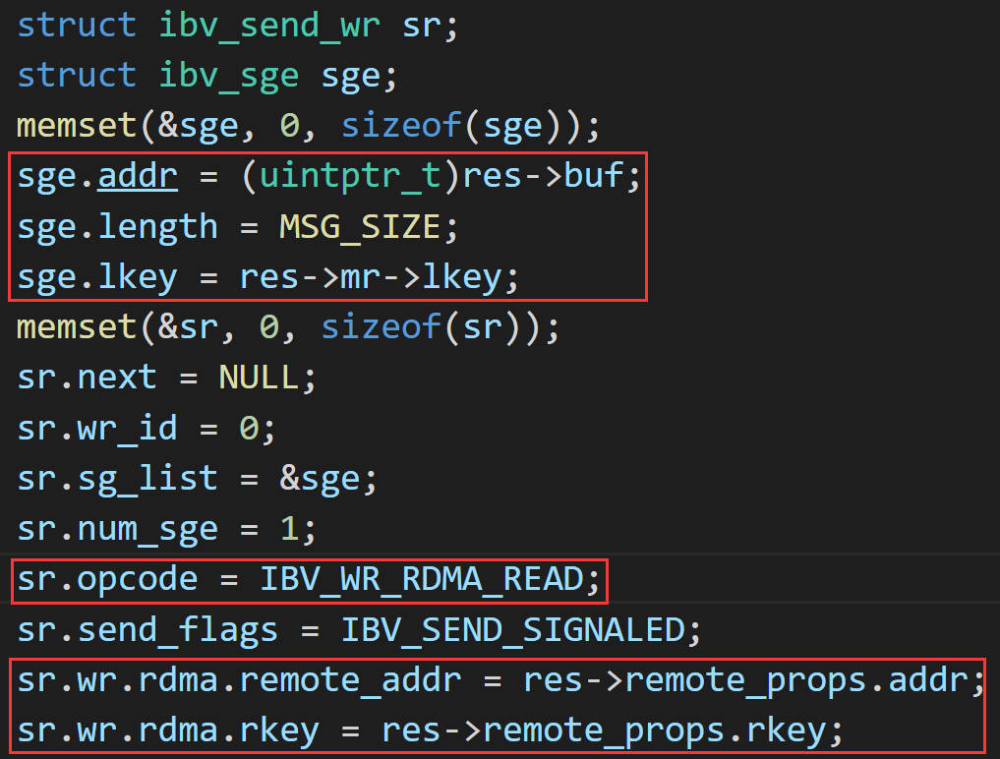 struct ibv_send_wr sr;
struct ibv_sge sge;
memset(&sge, 0, sizeof(sge));
sge.addr = (uintptr_t)res->buf;
sge.length = MSG_SIZE;
sge.lkey = res->mr->lkey;
memset(&sr, 0, sizeof(sr));
sr.next = NULL;
sr.wr_id = 0;
sr.sg_list = &sge;
sr.num_sge = 1;
sr.opcode = IBV_WR_RDMA_READ;
sr.send_flags = IBV_SEND_SIGNALED;
sr.wr.rdma.remote_addr = res->remote_props.addr;
sr.wr.rdma.rkey = res->remote_props.rkey;